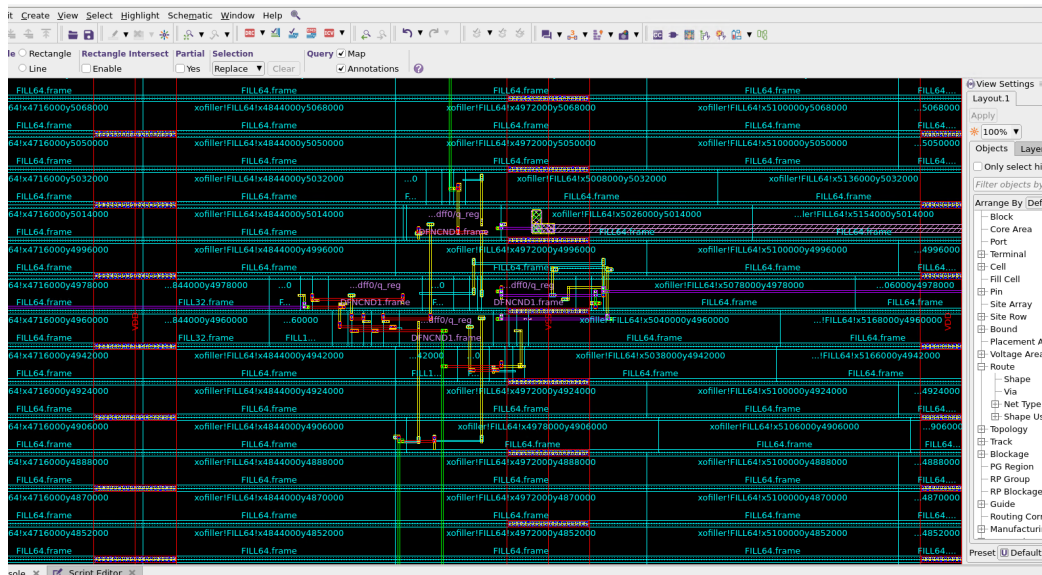 it Create View Select Highlight Schematic Window Help
le Rectangle Rectangle Intersect Partial Selection Query Map
Line Enable Yes Replace Clear Annotations
FILL64.frame FILL64.frame FILL64.frame FILL64.frame FILL64....
64!x4716000y5068000 xofiller!FILL64!x4844000y5068000 xofiller!FILL64!x4972000y5068000 xofiller!FILL64!x5100000y5068000 ...5068000
FILL64.frame FILL64.frame FILL64.frame FILL64.frame FILL64....
64!x4716000y5050000 xofiller!FILL64!x4844000y5050000 xofiller!FILL64!x4972000y5050000 xofiller!FILL64!x5100000y5050000 ...5050000
FILL64.frame FILL64.frame FILL64.frame FILL64.frame FILL64....
64!x4716000y5032000 xofiller!FILL64!x4844000y5032000 ...0 xofiller!FILL64!x5008000y5032000 xofiller!FILL64!x5136000y5032000
FILL64.frame FILL64.frame F... FILL64.frame FILL64.frame
64!x4716000y5014000 xofiller!FILL64!x4844000y5014000 ...dff0/q_reg xofiller!FILL64!x5026000y5014000 ...ler!FILL64!x5154000y5014000
FILL64.frame FILL64.frame DFNCND1.frame FILL64.frame FILL64.frame
64!x4716000y4996000 xofiller!FILL64!x4844000y4996000 xofiller!FILL64!x4972000y4996000 xofiller!FILL64!x5100000y4996000 ...4996000
FILL64.frame FILL64.frame FILL64.frame FILL64.frame FILL64....
64!x4716000y4978000 ...844000y4978000 ...0 ...dff0/q_reg ...0 ...dff0/q_reg xofiller!FILL64!x5078000y4978000 ...06000y4978000
FILL64.frame FILL32.frame F... DFNCND1.frame F... DFNCND1.frame FILL64.frame FILL64.frame
64!x4716000y4960000 ...844000y4960000 ...60000 ...dff0/q_reg xofiller!FILL64!x5040000y4960000 ...!FILL64!x5168000y4960000
FILL64.frame FILL32.frame FILL1... DFNCND1.frame FILL64.frame FILL64.frame
64!x4716000y4942000 xofiller!FILL64!x4844000y4942000 ...42000 ...0 xofiller!FILL64!x5038000y4942000 ...!FILL64!x5166000y4942000
FILL64.frame FILL64.frame FILL1... F... FILL64.frame FILL64.frame
64!x4716000y4924000 xofiller!FILL64!x4844000y4924000 xofiller!FILL64!x4972000y4924000 xofiller!FILL64!x5100000y4924000 ...4924000
FILL64.frame FILL64.frame FILL64.frame FILL64.frame FILL64....
64!x4716000y4906000 xofiller!FILL64!x4844000y4906000 xofiller!FILL64!x4978000y4906000 xofiller!FILL64!x5106000y4906000 ...906000
FILL64.frame FILL64.frame FILL64.frame FILL64.frame FILL64....
64!x4716000y4888000 xofiller!FILL64!x4844000y4888000 xofiller!FILL64!x4972000y4888000 xofiller!FILL64!x5100000y4888000 ...4888000
FILL64.frame FILL64.frame FILL64.frame FILL64.frame FILL64....
64!x4716000y4870000 xofiller!FILL64!x4844000y4870000 xofiller!FILL64!x4972000y4870000 xofiller!FILL64!x5100000y4870000 ...4870000
FILL64.frame FILL64.frame FILL64.frame FILL64.frame FILL64....
64!x4716000y4852000 xofiller!FILL64!x4844000y4852000 xofiller!FILL64!x4972000y4852000 xofiller!FILL64!x5100000y4852000 ...4852000
FILL64.frame FILL64.frame FILL64.frame FILL64.frame FILL64....
View Settings
Layout.1
Apply
100%
Objects Laye
Only select hi
Filter objects by
Arrange By Def
Block
Core Area
Port
Terminal
Cell
Fill Cell
Pin
Site Array
Site Row
Bound
Placement A
Voltage Area
Route
Shape
Via
Net Type
Shape Us
Topology
Track
Blockage
PG Region
RP Group
RP Blockage
Guide
Routing Corr
Manufacturi
Preset Default
sole Script Editor